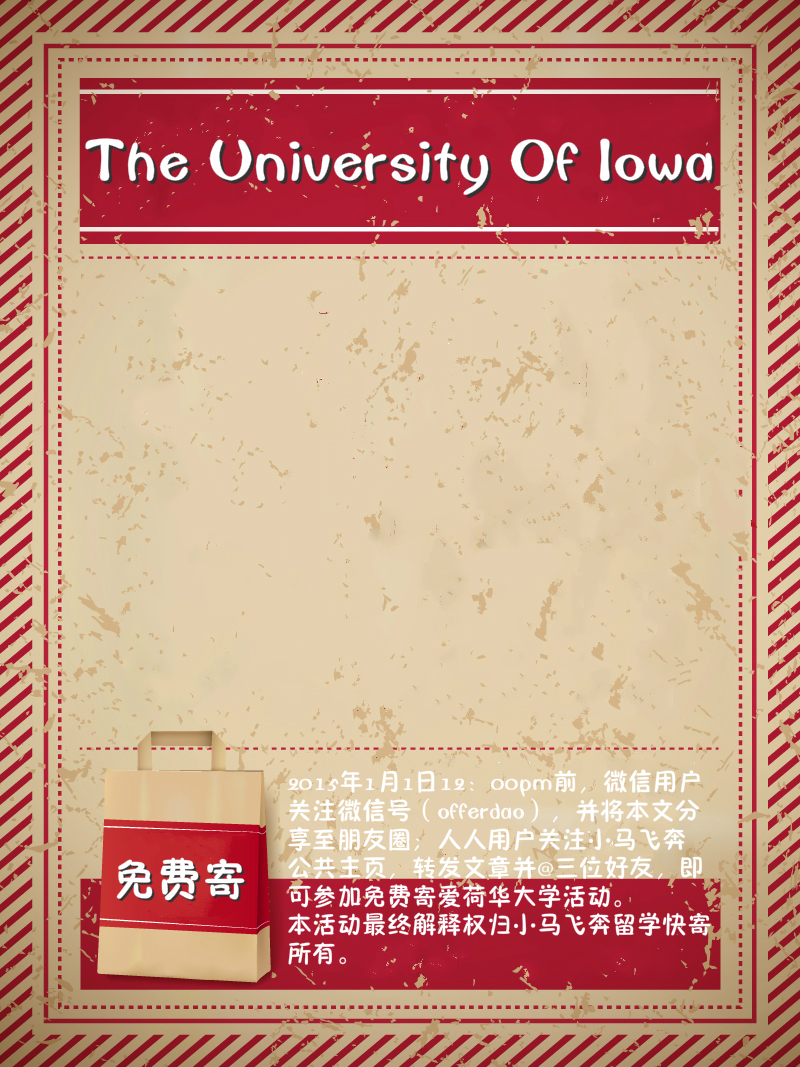 The University Of Iowa
免费寄
2015年1月1日12：00pm前，微信用户
关注微信号（offerdao），并将本文分
享至朋友圈；人人用户关注小马飞奔
公共主页，转发文章并@三位好友，即
可参加免费寄爱荷华大学活动。
本活动最终解释权归小马飞奔留学快寄
所有。